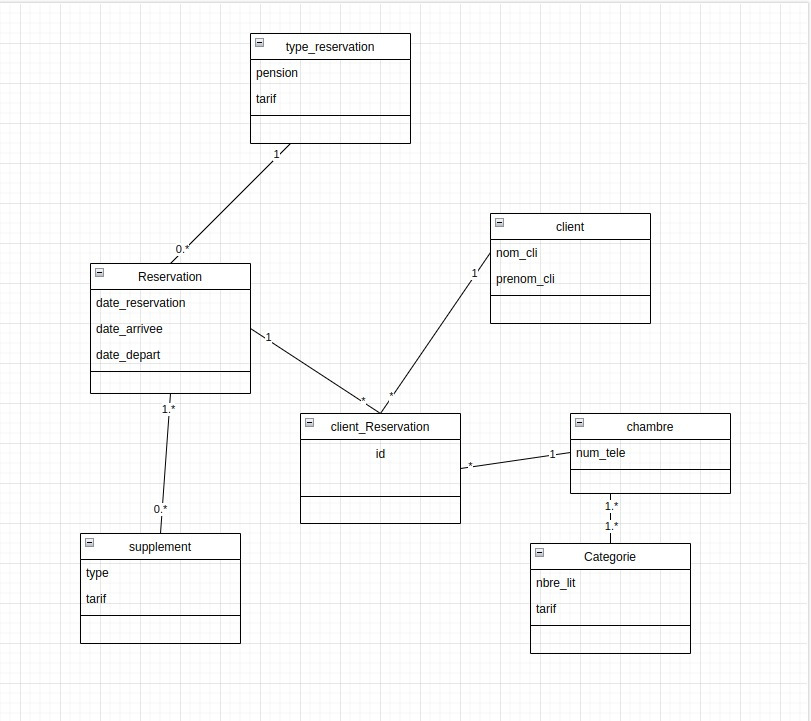 type_reservation
pension
tarif
1
0.*
client
nom_cli
prenom_cli
1
Reservation
date_reservation
date_arrivee
date_depart
1
*
*
1.*
client_Reservation
id
*
1
chambre
num_tele
1.*
1.*
0.*
supplement
type
tarif
Categorie
nbre_lit
tarif